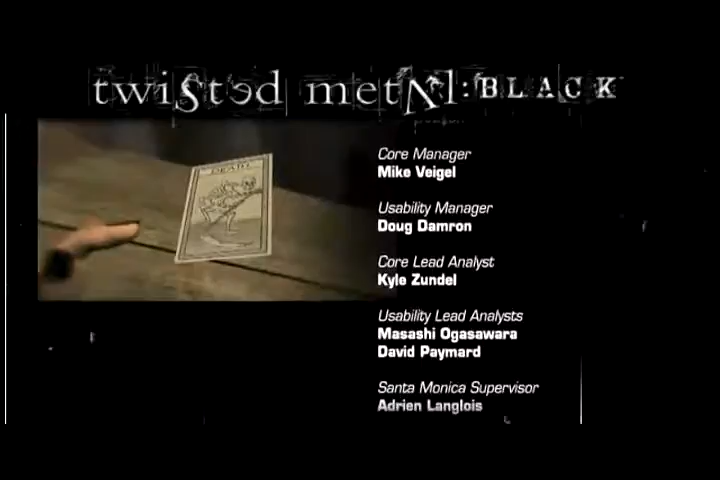 twisted metal: BLACK
Core Manager
Mike Veigel
Usability Manager
Doug Damron
Core Lead Analyst
Kyle Zundel
Usability Lead Analysts
Masashi Ogasawara
David Paymard
Santa Monica Supervisor
Adrien Langlois
DEATH